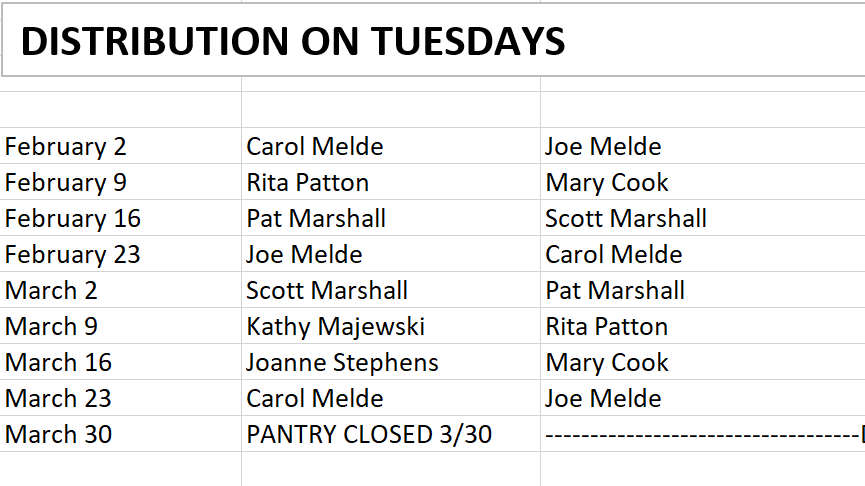 DISTRIBUTION ON TUESDAYS
February 2 Carol Melde Joe Melde
February 9 Rita Patton Mary Cook
February 16 Pat Marshall Scott Marshall
February 23 Joe Melde Carol Melde
March 2 Scott Marshall Pat Marshall
March 9 Kathy Majewski Rita Patton
March 16 Joanne Stephens Mary Cook
March 23 Carol Melde Joe Melde
March 30 PANTRY CLOSED 3/30 -----------------------------------